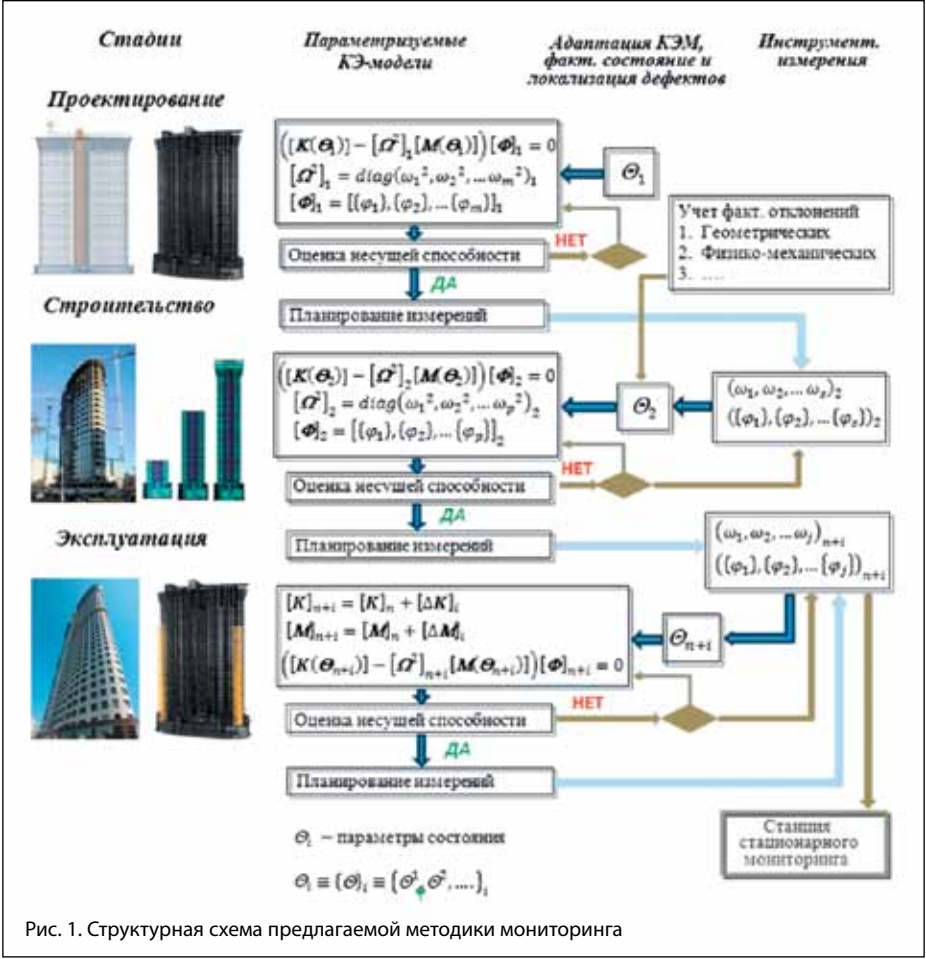 Стадии
Параметризуемые
КЭ-модели
Адаптация КЭМ,
факт. состояние и
локализация дефектов
Инструмент.
измерения
Проектирование
([K(Θ₁)] − [Ω²]₁[M(Θ₁)])[Φ]₁ = 0
[Ω²]₁ = diag(ω₁², ω₂², … ωₘ²)₁
[Φ]₁ = [{φ₁}, {φ₂}, … {φₘ}]₁
Θ₁
Учет факт. отклонений
1. Геометрических
2. Физико-механических
3. ….
Оценка несущей способности
НЕТ
ДА
Планирование измерений
Строительство
([K(Θ₂)] − [Ω²]₂[M(Θ₂)])[Φ]₂ = 0
[Ω²]₂ = diag(ω₁², ω₂², … ωₚ²)₂
[Φ]₂ = [{φ₁}, {φ₂}, … {φₚ}]₂
Θ₂
(ω₁, ω₂, … ωₛ)₂
({φ₁}, {φ₂}, … {φₛ})₂
Оценка несущей способности
НЕТ
ДА
Планирование измерений
Эксплуатация
(ω₁, ω₂, … ωⱼ)ₙ₊ᵢ
({φ₁}, {φ₂}, … {φⱼ})ₙ₊ᵢ
[K]ₙ₊ᵢ = [K]ₙ + [ΔK]ᵢ
[M]ₙ₊ᵢ = [M]ₙ + [ΔM]ᵢ
([K(Θₙ₊ᵢ)] − [Ω²]ₙ₊ᵢ[M(Θₙ₊ᵢ)])[Φ]ₙ₊ᵢ = 0
Θₙ₊ᵢ
Оценка несущей способности
НЕТ
ДА
Планирование измерений
Станция
стационарного
мониторинга
Θᵢ – параметры состояния
Θᵢ ≡ {Θ}ᵢ ≡ {Θ¹, Θ², ….}ᵢ
Рис. 1. Структурная схема предлагаемой методики мониторинга